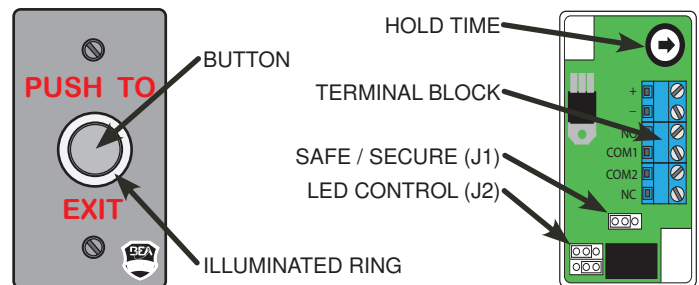 PUSH TO
EXIT
BEA
BUTTON
ILLUMINATED RING
HOLD TIME
TERMINAL BLOCK
SAFE / SECURE (J1)
LED CONTROL (J2)
+
−
NO
COM1
COM2
NC